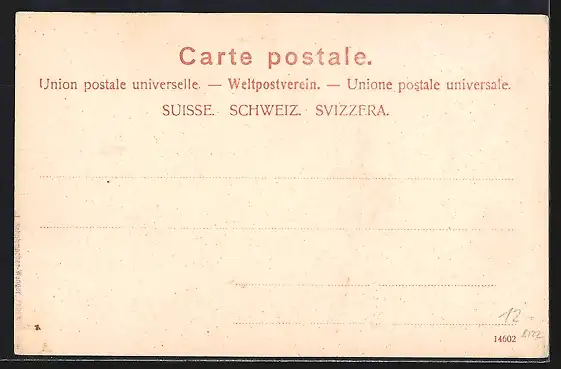 Carte postale.
Union postale universelle. — Weltpostverein. — Unione postale universale.
SUISSE. SCHWEIZ. SVIZZERA.
12
14602